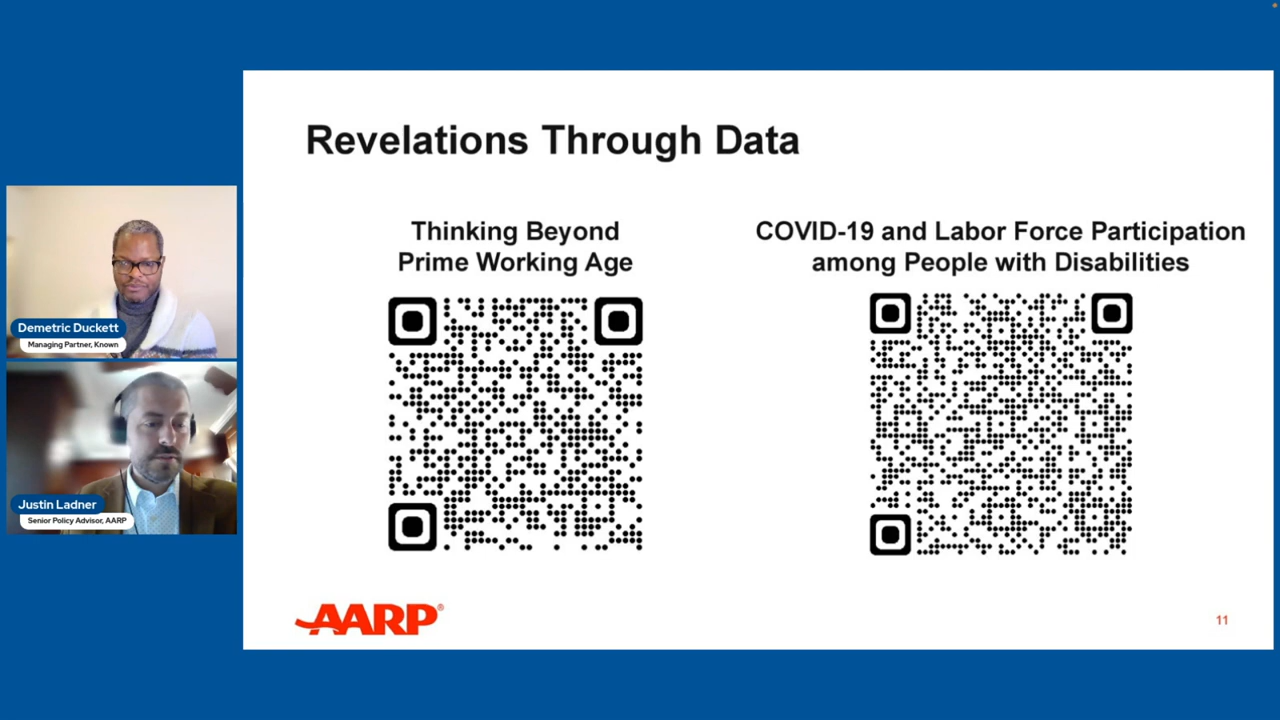 Revelations Through Data
Thinking Beyond
Prime Working Age
COVID-19 and Labor Force Participation
among People with Disabilities
Demetric Duckett
Managing Partner, Known
Justin Ladner
Senior Policy Advisor, AARP
AARP®
11